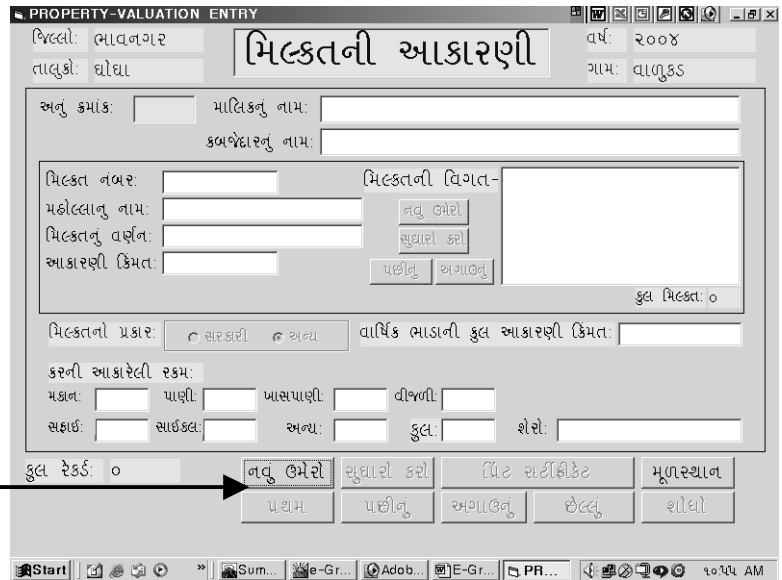 PROPERTY-VALUATION ENTRY
જિલ્લો: ભાવનગર મિલ્કતની આકારણી વર્ષ: ૨૦૦૪
તાલુકો: ઘોઘા ગામ: વાળુકડ
અનું ક્રમાંક: માલિકનું નામ:
કબજેદારનું નામ:
મિલ્કત નંબર: મિલ્કતની વિગત-
મહોલ્લાનુ નામ: નવું ઉમેરો
મિલ્કતનું વર્ણન: સુધારો કરો
આકારણી કિંમત: પછીનુ અગાઉનુ
કુલ મિલ્કત: ૦
મિલ્કતનો પ્રકાર: સરકારી અન્ય વાર્ષિક ભાડાની કુલ આકારણી કિંમત:
કરની આકારેલી રકમ:
મકાન: પાણી: ખાસપાણી: વીજળી:
સફાઈ: સાઈકલ: અન્ય: કુલ: શેરો:
કુલ રેકર્ડ: ૦ નવું ઉમેરો સુધારો કરો પ્રિંટ સર્ટીફીકેટ મૂળસ્થાન
પ્રથમ પછીનું અગાઉનુ છેલ્લું શોધો
Start » Sum... e-Gr... Adob... E-Gr... PR... ૧૦:૫૫ AM